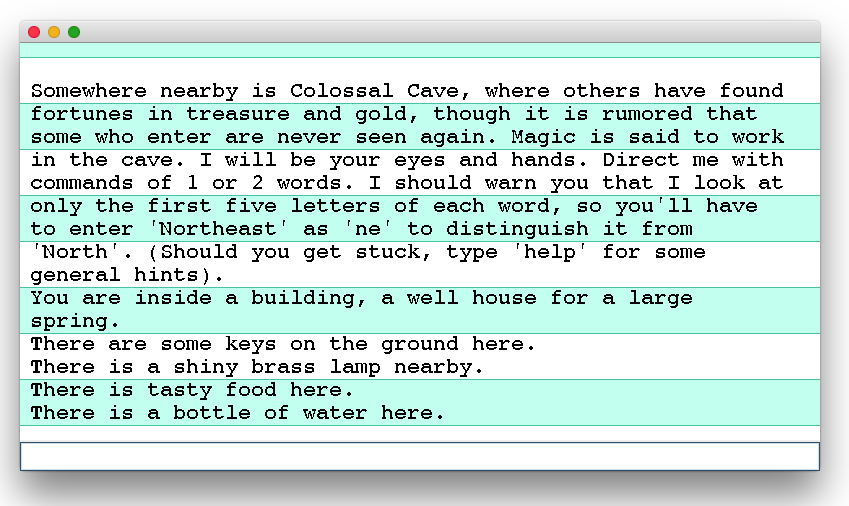 Somewhere nearby is Colossal Cave, where others have found
fortunes in treasure and gold, though it is rumored that
some who enter are never seen again. Magic is said to work
in the cave. I will be your eyes and hands. Direct me with
commands of 1 or 2 words. I should warn you that I look at
only the first five letters of each word, so you'll have
to enter 'Northeast' as 'ne' to distinguish it from
'North'. (Should you get stuck, type 'help' for some
general hints).
You are inside a building, a well house for a large
spring.
There are some keys on the ground here.
There is a shiny brass lamp nearby.
There is tasty food here.
There is a bottle of water here.